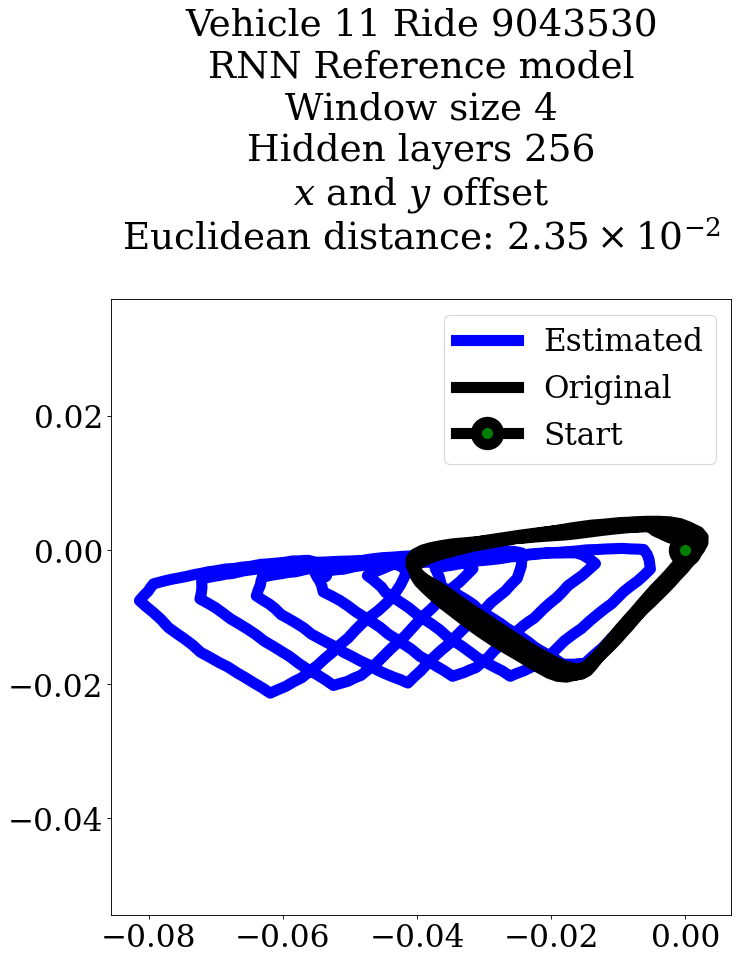 Vehicle 11 Ride 9043530
RNN Reference model
Window size 4
Hidden layers 256
x and y offset
Euclidean distance: 2.35 × 10⁻²
Estimated
Original
Start
0.02
0.00
−0.02
−0.04
−0.08 −0.06 −0.04 −0.02 0.00